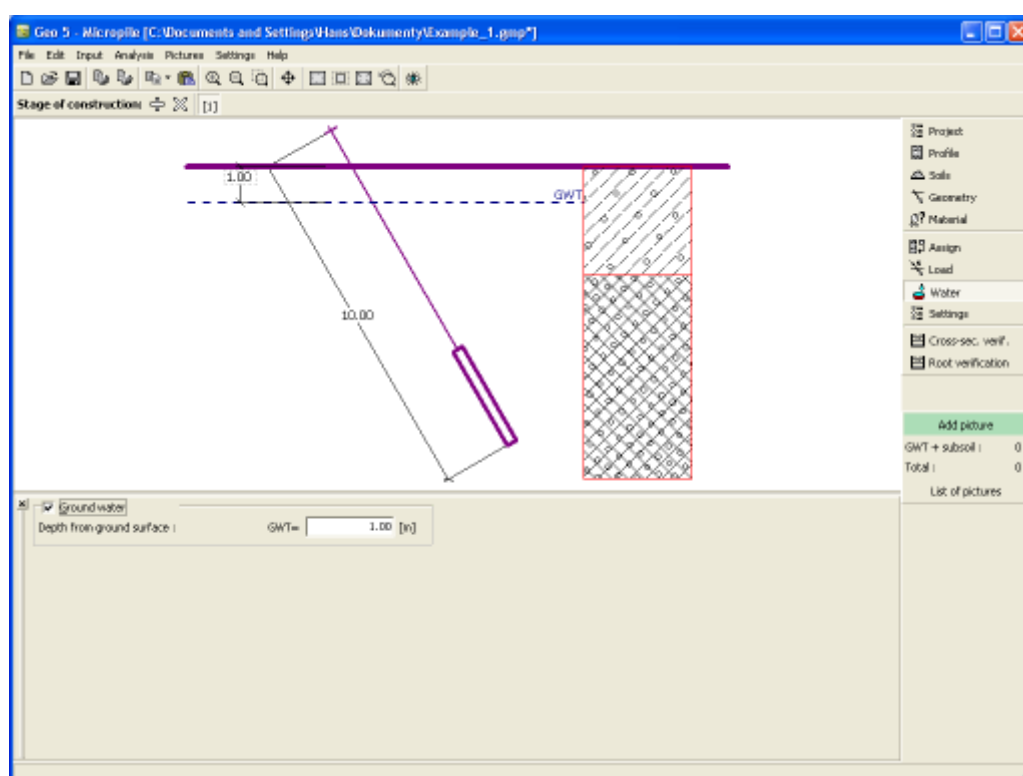 Geo 5 - Micropile [C:\Documents and Settings\Hans\Dokumenty\Example_1.gmp*]
File Edit Input Analysis Pictures Settings Help
Stage of construction: [1]
1.00
GWT
10.00
Project
Profile
Soils
Geometry
Material
Assign
Load
Water
Settings
Cross-sec. verif.
Root verification
Add picture
GWT + subsoil : 0
Total : 0
List of pictures
Ground water
Depth from ground surface : GWT= 1.00 [m]